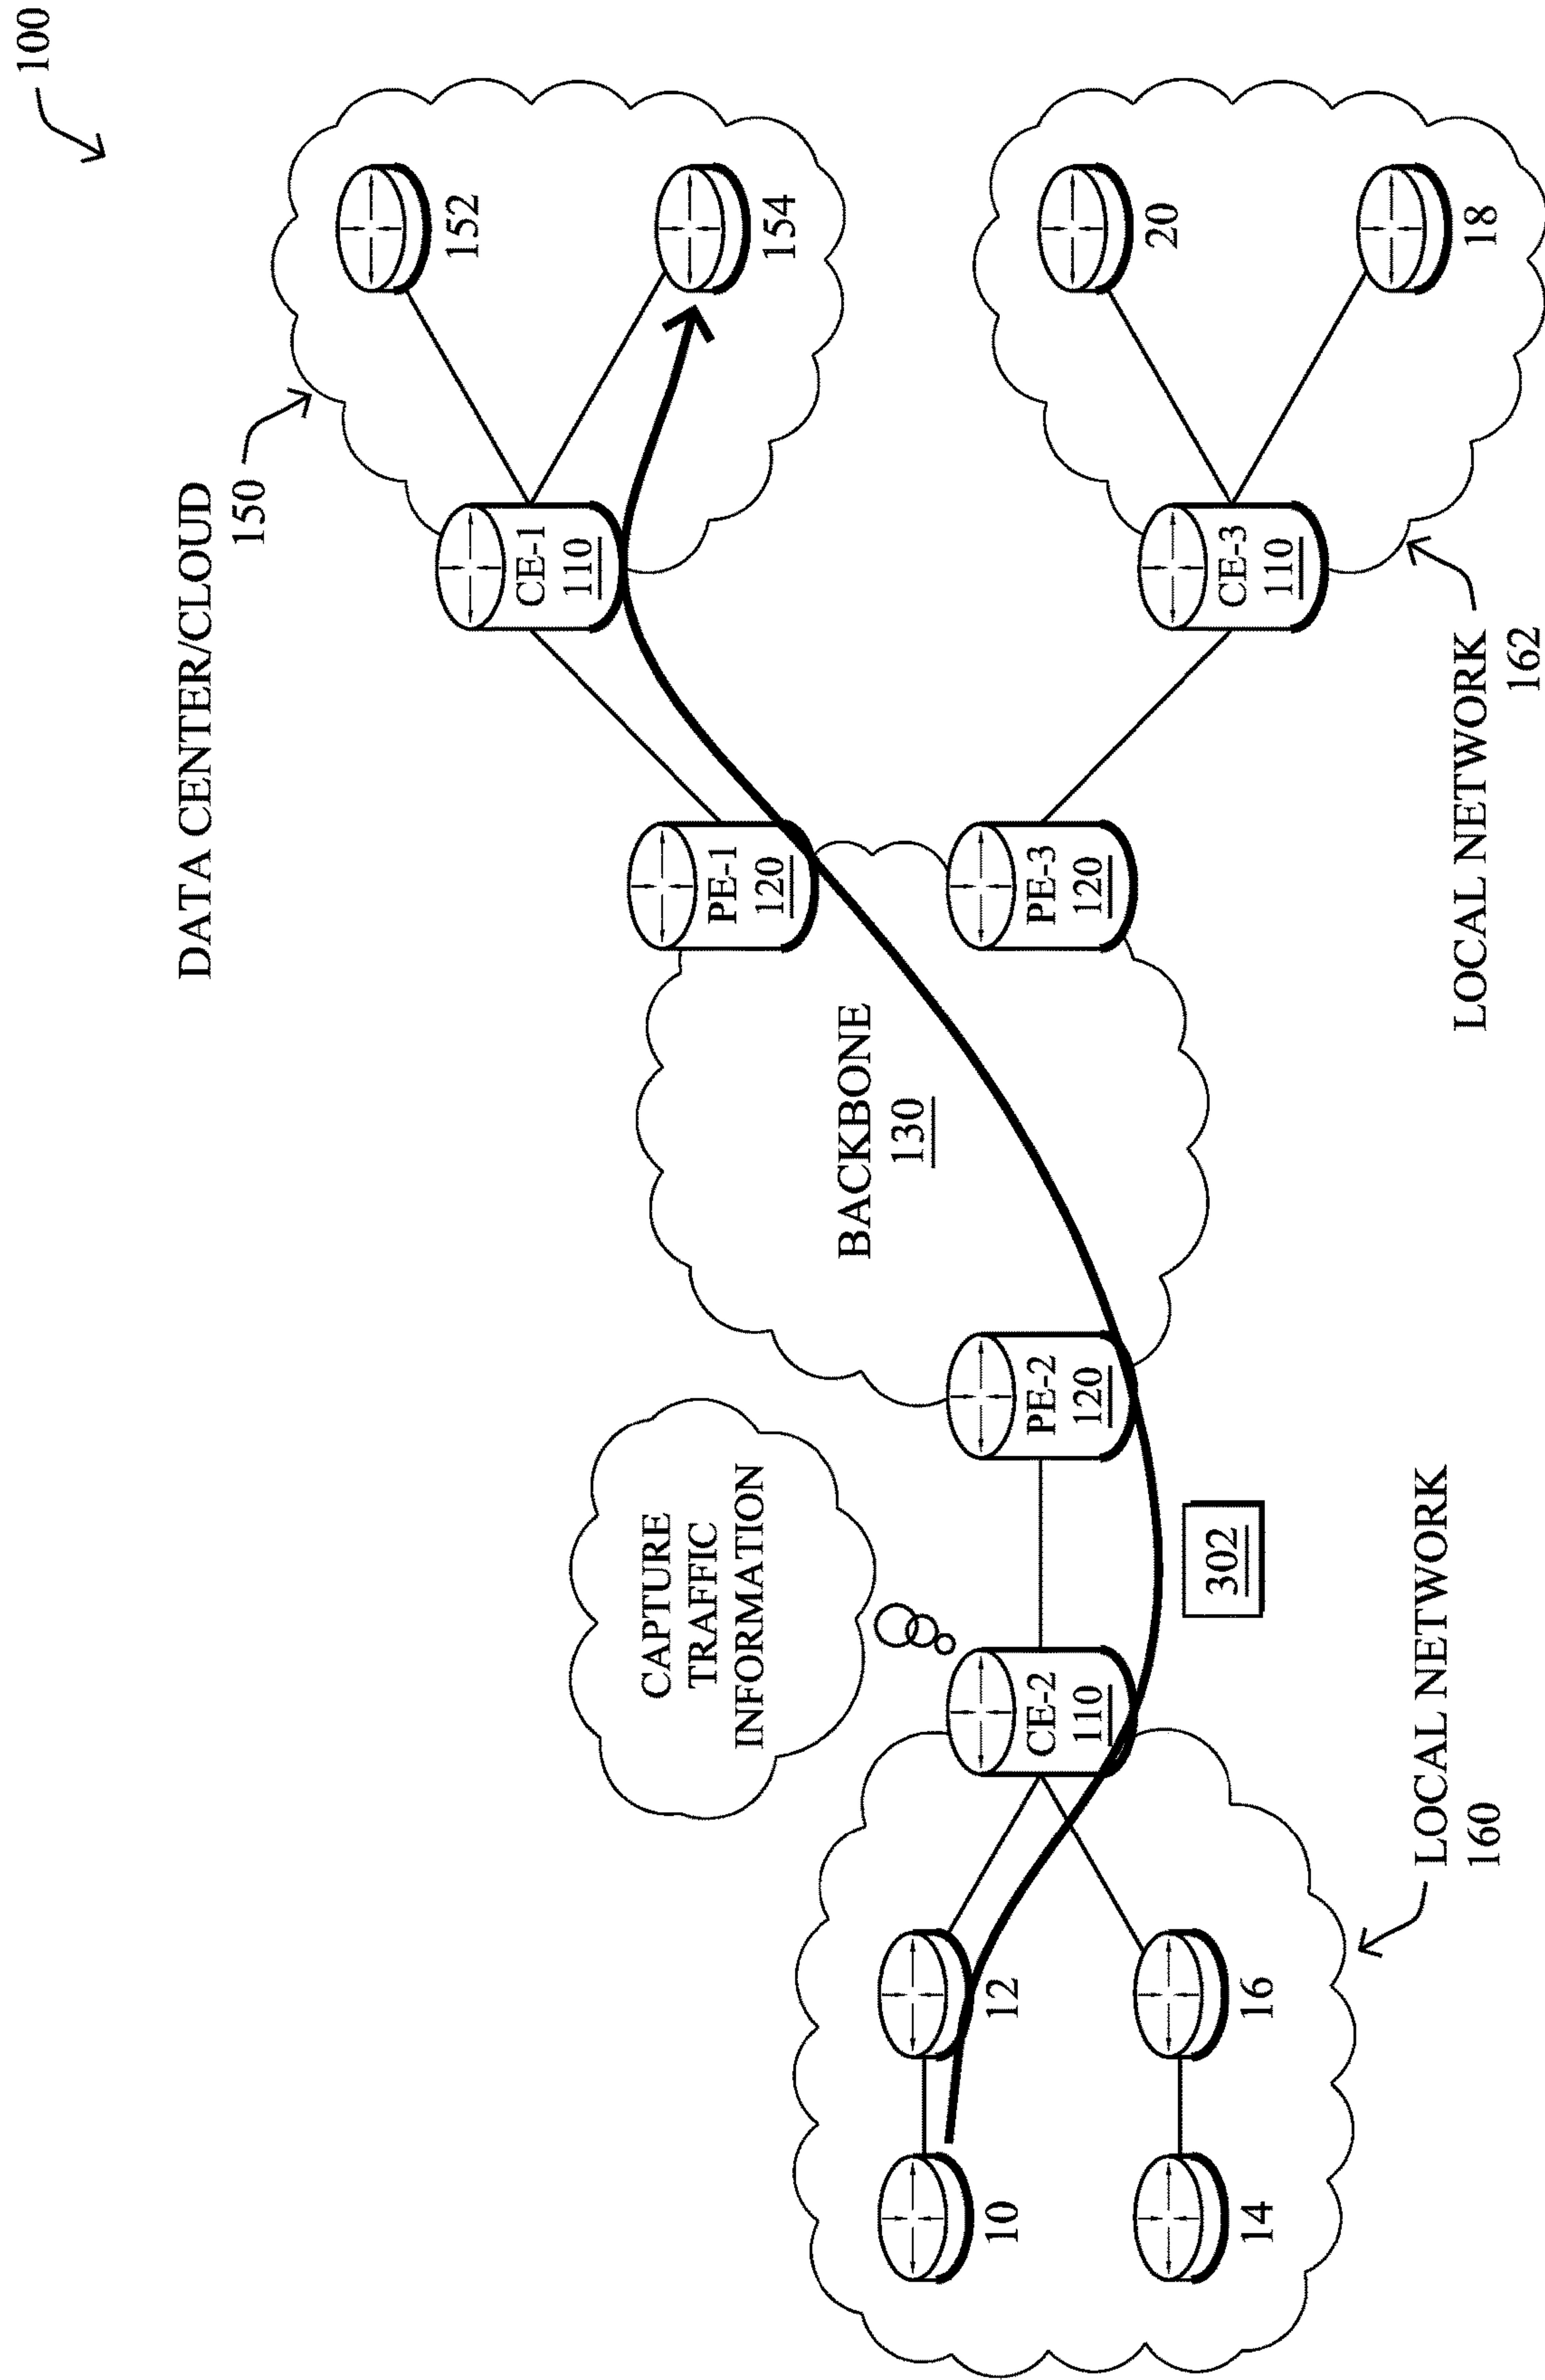 100
DATA CENTER/CLOUD
150
152
154
CE-1
110
PE-1
120
BACKBONE
130
PE-3
120
CE-3
110
20
18
LOCAL NETWORK
162
CAPTURE
TRAFFIC
INFORMATION
PE-2
120
CE-2
110
302
10
12
14
16
LOCAL NETWORK
160